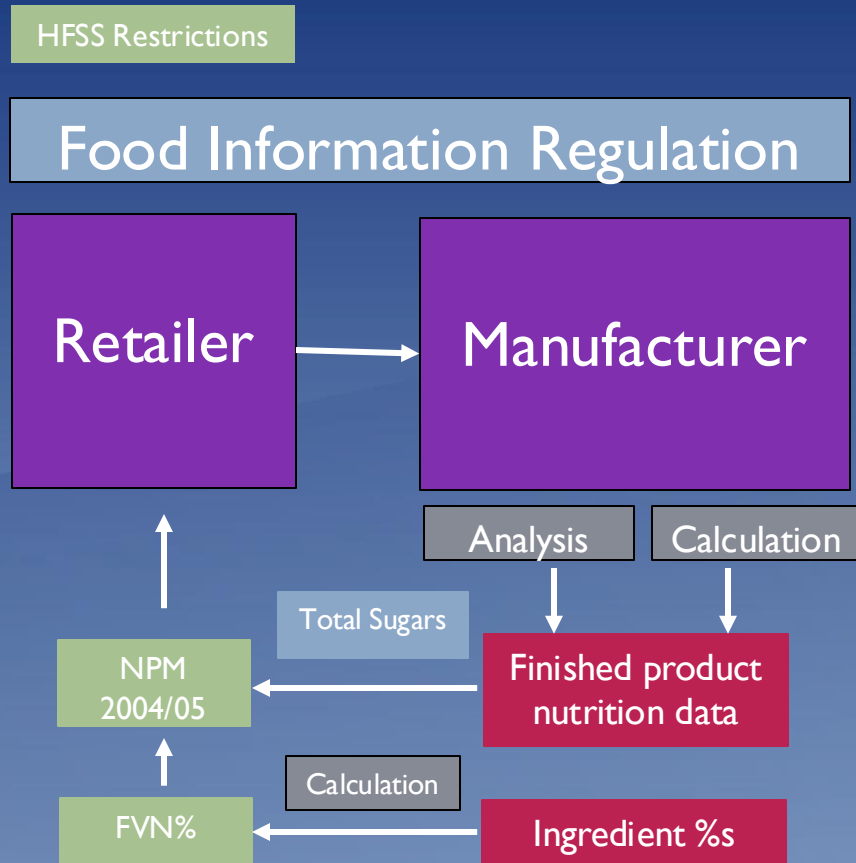 HFSS Restrictions
Food Information Regulation
Retailer
Manufacturer
Analysis
Calculation
Total Sugars
NPM
2004/05
Finished product
nutrition data
Calculation
FVN%
Ingredient %s